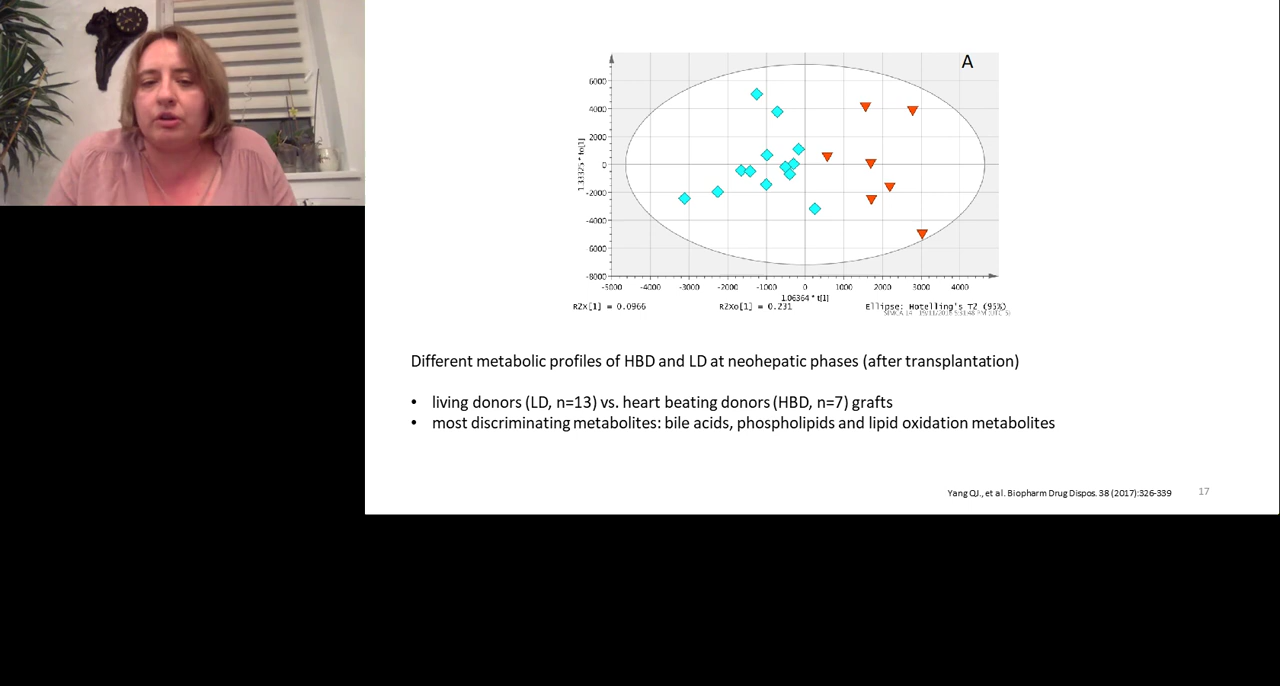 A
6000
4000
2000
0
-2000
-4000
6000
-8000
1.33325 * to[1]
-5000 -4000 -3000 -2000 -1000 0 1000 2000 3000 4000
1.06364 * t[1]
R2X[1] = 0.0966 R2Xo[1] = 0.231 Ellipse: Hotelling's T2 (95%)
Different metabolic profiles of HBD and LD at neohepatic phases (after transplantation)
• living donors (LD, n=13) vs. heart beating donors (HBD, n=7) grafts
• most discriminating metabolites: bile acids, phospholipids and lipid oxidation metabolites
Yang QJ., et al. Biopharm Drug Dispos. 38 (2017):326-339
17